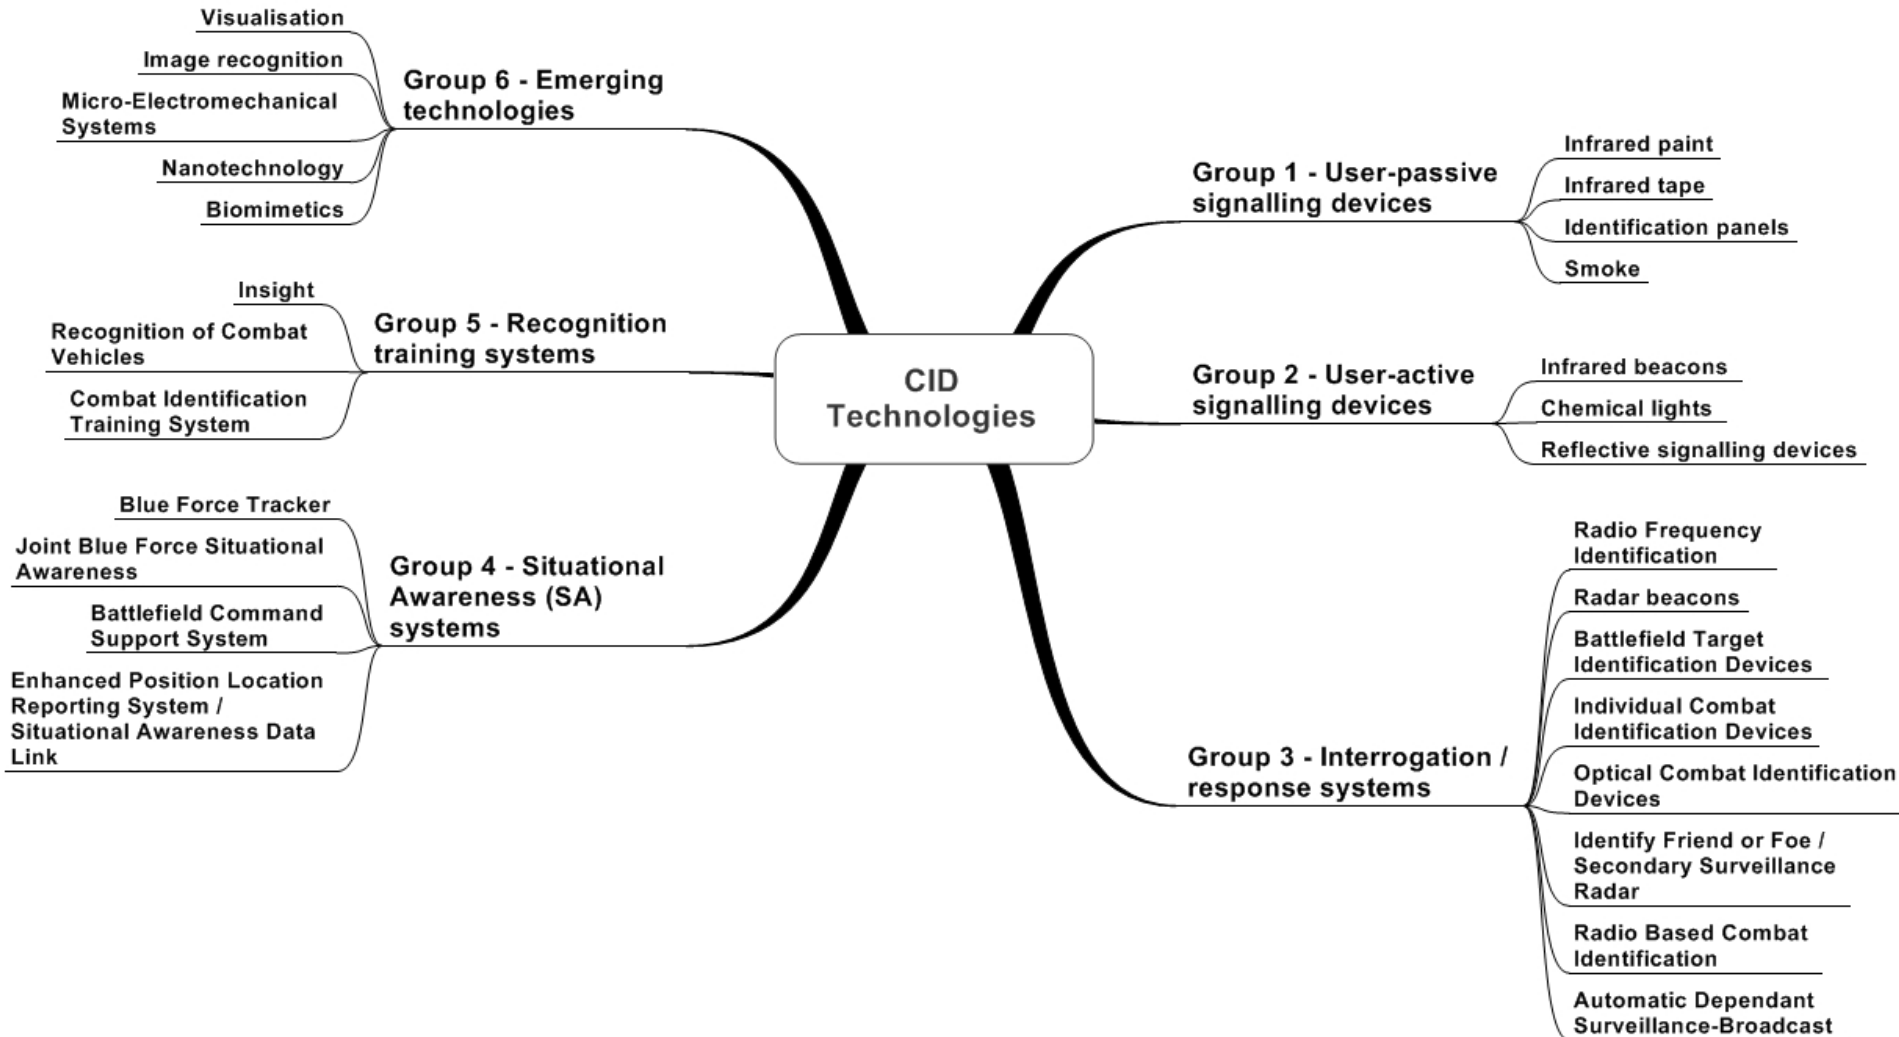 Visualisation
Image recognition
Micro-Electromechanical
Systems
Nanotechnology
Biomimetics
Group 6 - Emerging
technologies
Insight
Recognition of Combat
Vehicles
Combat Identification
Training System
Group 5 - Recognition
training systems
Blue Force Tracker
Joint Blue Force Situational
Awareness
Battlefield Command
Support System
Enhanced Position Location
Reporting System /
Situational Awareness Data
Link
Group 4 - Situational
Awareness (SA)
systems
CID
Technologies
Group 1 - User-passive
signalling devices
Infrared paint
Infrared tape
Identification panels
Smoke
Group 2 - User-active
signalling devices
Infrared beacons
Chemical lights
Reflective signalling devices
Group 3 - Interrogation /
response systems
Radio Frequency
Identification
Radar beacons
Battlefield Target
Identification Devices
Individual Combat
Identification Devices
Optical Combat Identification
Devices
Identify Friend or Foe /
Secondary Surveillance
Radar
Radio Based Combat
Identification
Automatic Dependant
Surveillance-Broadcast